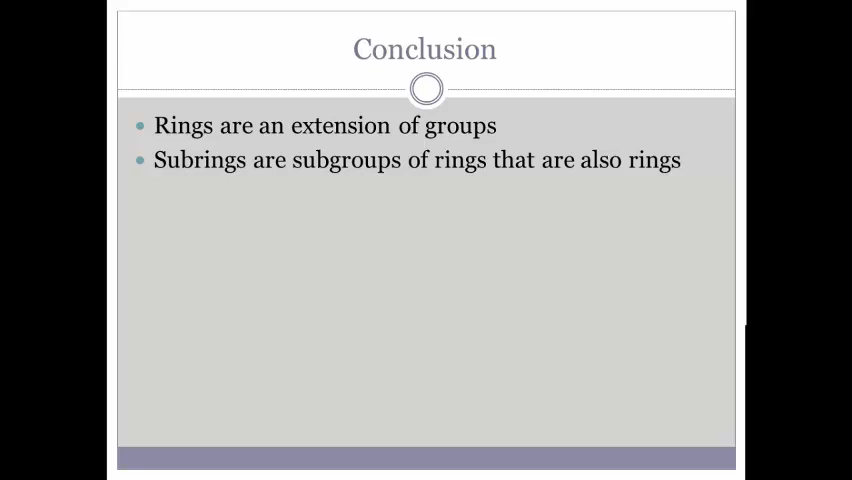 Conclusion
Rings are an extension of groups
Subrings are subgroups of rings that are also rings